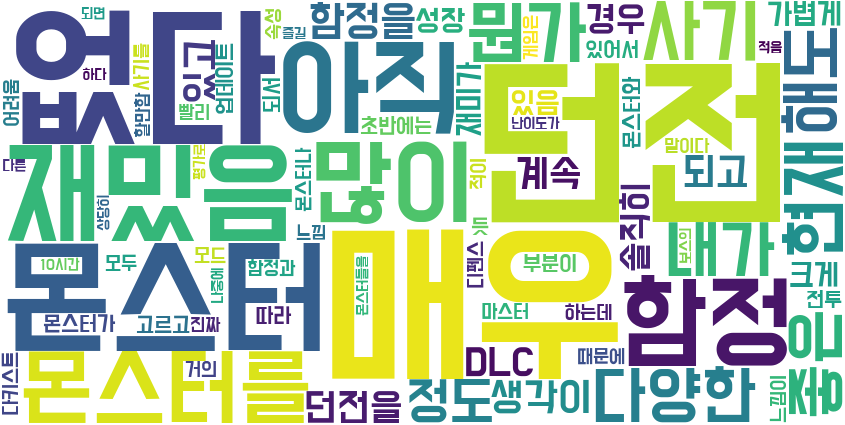 없다
되면
하다
있고
속성
즐길
함정을
성장
뭔가
게임은
경우
사기
가볍게
적음
어려움
할만함
사기를
빨리
업데이트
되서
아직
초반에는
재미가
있음
난이도가
있어서
몬스터와
말이다
던전
도
해
다른
재밌음
평가로
상당히
몬스터나
느낌
많이
적이
계속
되고
솔직히
현재
10시간
모두
모드
나중에
함정과
몬스터
몬스터들을
매우
디펜스
부분이
내가
보스의
크게
몬스터가
고르고
진짜
따라
마스터
하는데
함정
전투
은
다키스트
몬스터를
거의
던전을
DLC
정도
생각이
때문에
다양한
느낌이
좋은